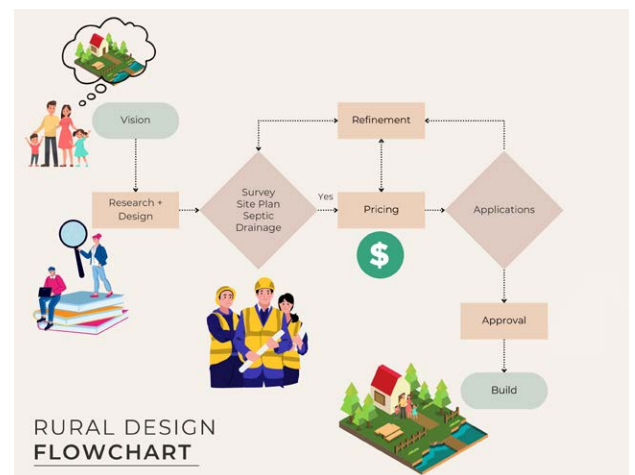 Vision
Refinement
Research +
Design
Survey
Site Plan
Septic
Drainage
Yes
Pricing
Applications
$
Approval
Build
RURAL DESIGN
FLOWCHART